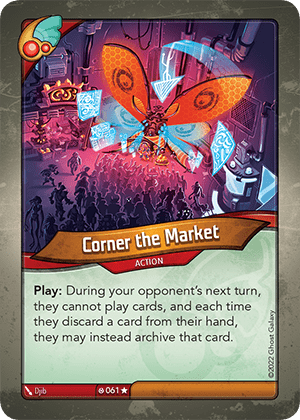 Corner the Market
ACTION
Play: During your opponent's next turn,
they cannot play cards, and each time
they discard a card from their hand,
they may instead archive that card.
Djib
061
©2022 Ghost Galaxy